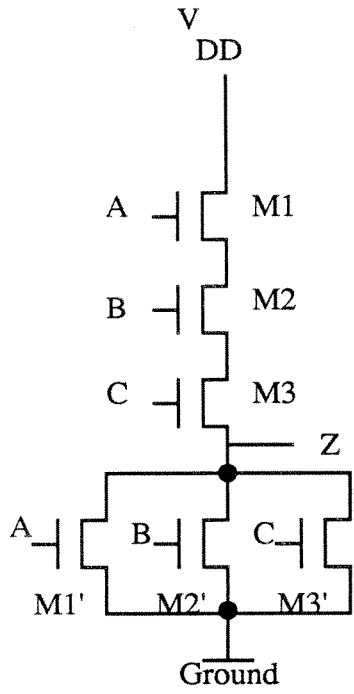 V
DD
A M1
B M2
C M3
Z
A B C
M1' M2' M3'
Ground